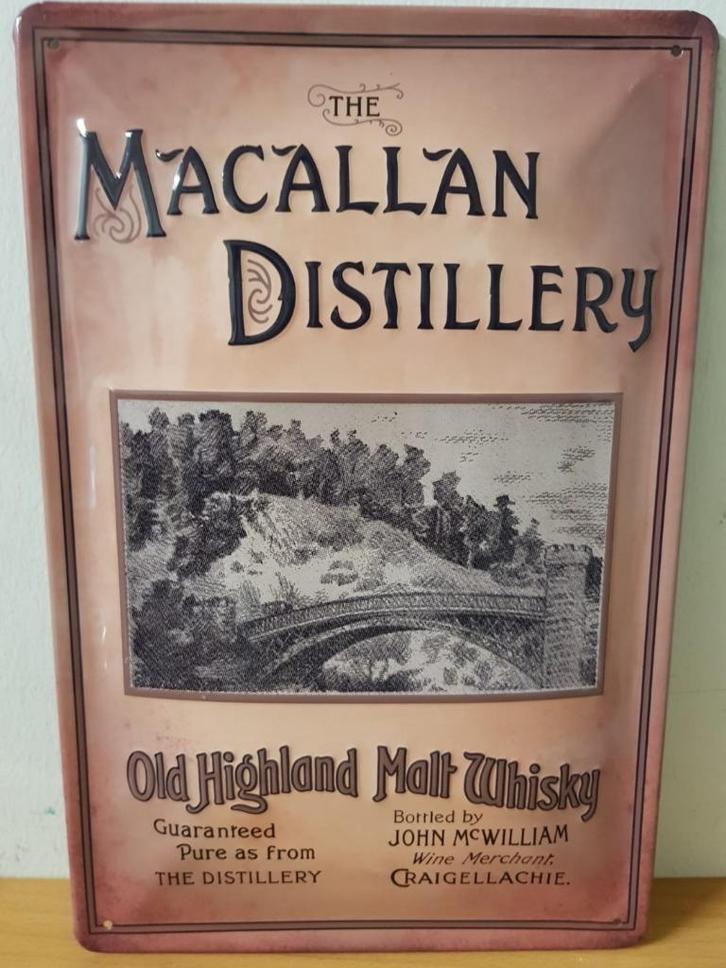 THE
MACALLAN
DISTILLERY
Old Highland Malt Whisky
Guaranteed
Pure as from
THE DISTILLERY
Bottled by
JOHN McWILLIAM
Wine Merchant,
CRAIGELLACHIE.